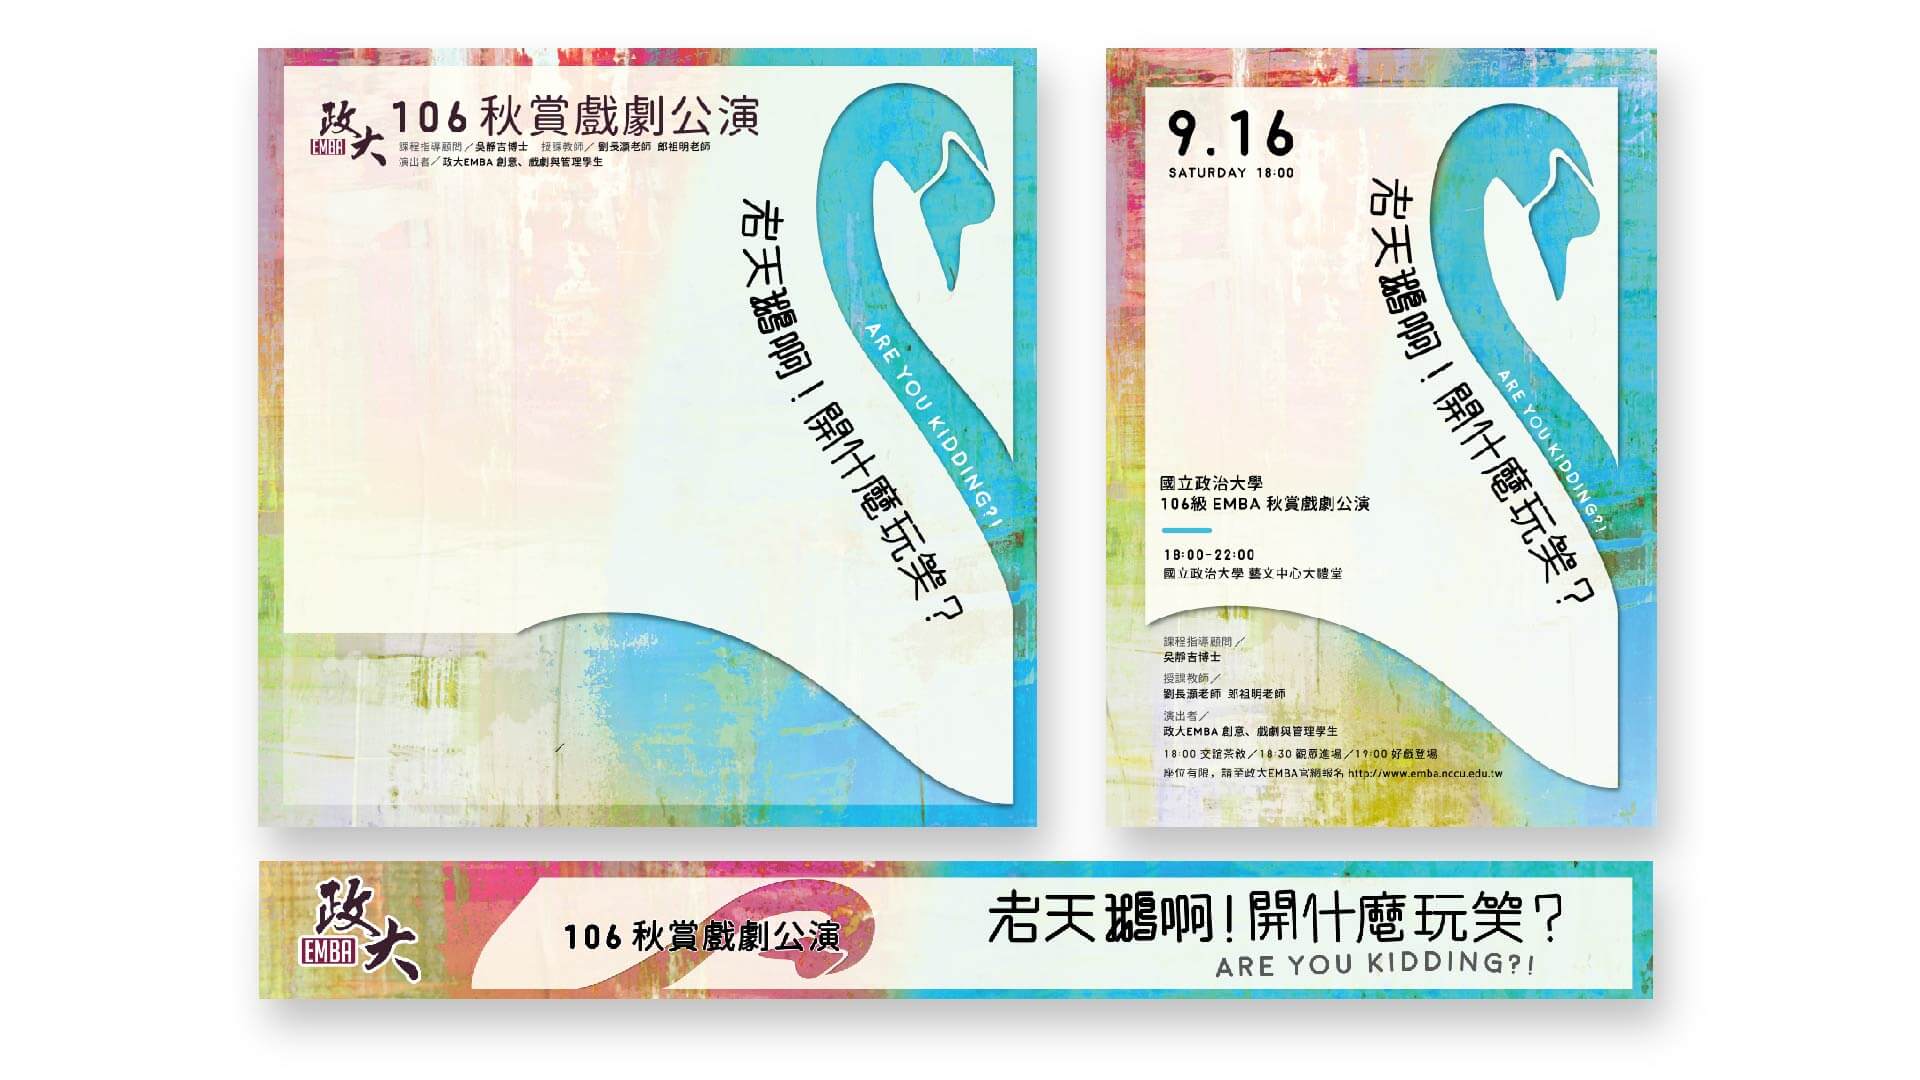 政大
EMBA
106 秋賞戲劇公演
課程指導顧問／吳靜吉博士 授課教師／劉長灝老師 郎祖明老師
演出者／政大EMBA 創意、戲劇與管理學生
老天鵝啊！開什麼玩笑？
ARE YOU KIDDING?!
9.16
SATURDAY 18:00
老天鵝啊！開什麼玩笑？
ARE YOU KIDDING?!
國立政治大學
106級 EMBA 秋賞戲劇公演
18:00-22:00
國立政治大學 藝文中心大禮堂
課程指導顧問／
吳靜吉博士
授課教師／
劉長灝老師 郎祖明老師
演出者／
政大EMBA 創意、戲劇與管理學生
18:00 交誼茶敘／18:30 觀眾進場／19:00 好戲登場
座位有限，請至政大EMBA官網報名 http://www.emba.nccu.edu.tw
政大
EMBA
106 秋賞戲劇公演
老天鵝啊！開什麼玩笑？
ARE YOU KIDDING?!